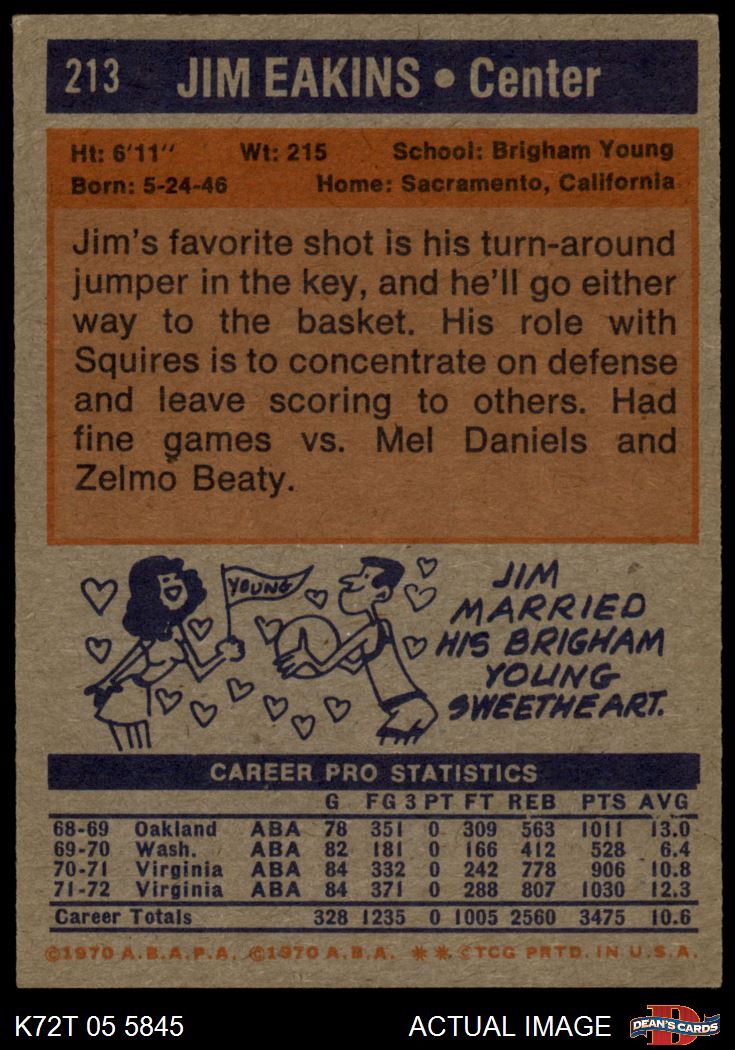 213 JIM EAKINS • Center
Ht: 6'11" Wt: 215 School: Brigham Young
Born: 5-24-46 Home: Sacramento, California
Jim's favorite shot is his turn-around
jumper in the key, and he'll go either
way to the basket. His role with
Squires is to concentrate on defense
and leave scoring to others. Had
fine games vs. Mel Daniels and
Zelmo Beaty.
YOUNG
JIM
MARRIED
HIS BRIGHAM
YOUNG
SWEETHEART.
CAREER PRO STATISTICS
G FG 3 PT FT REB PTS AVG
68-69 Oakland ABA 78 351 0 309 563 1011 13.0
69-70 Wash. ABA 82 181 0 166 412 528 6.4
70-71 Virginia ABA 84 332 0 242 778 906 10.8
71-72 Virginia ABA 84 371 0 288 807 1030 12.3
Career Totals 328 1235 0 1005 2560 3475 10.6
©1970 A.B.A.P.A. ©1970 A.B.A. ** ©TCG PRTD. IN U.S.A.
K72T 05 5845 ACTUAL IMAGE DEAN'S CARDS